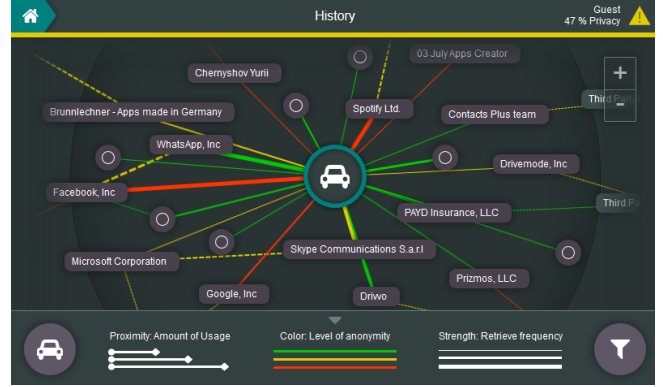 History
Guest
47 % Privacy
03 July Apps Creator
Chernyshov Yurii
+
-
Third Part
Brunnlechner - Apps made in Germany
Spotify Ltd.
Contacts Plus team
WhatsApp, Inc
Drivemode, Inc
Facebook, Inc
PAYD Insurance, LLC
Third Pa
Skype Communications S.a.r.l
Microsoft Corporation
Prizmos, LLC
Google, Inc
Drivvo
Proximity: Amount of Usage
Color: Level of anonymity
Strength: Retrieve frequency